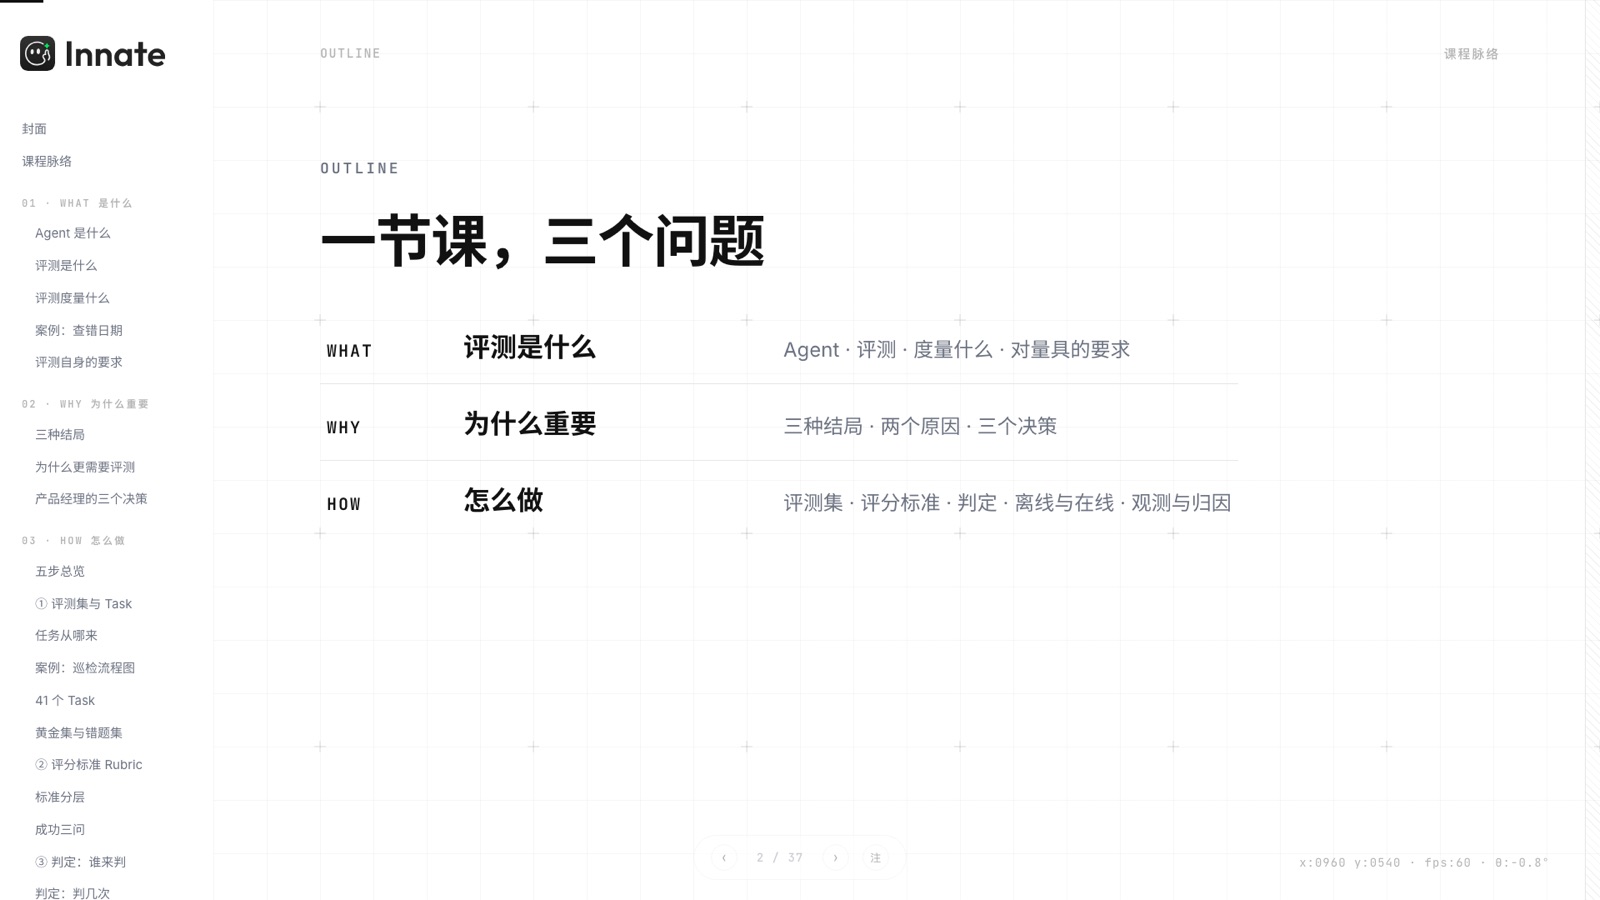 Innate
封面
课程脉络
01 · WHAT 是什么
Agent 是什么
评测是什么
评测度量什么
案例：查错日期
评测自身的要求
02 · WHY 为什么重要
三种结局
为什么更需要评测
产品经理的三个决策
03 · HOW 怎么做
五步总览
① 评测集与 Task
任务从哪来
案例：巡检流程图
41 个 Task
黄金集与错题集
② 评分标准 Rubric
标准分层
成功三问
③ 判定：谁来判
判定：判几次
OUTLINE
课程脉络
OUTLINE
一节课，三个问题
WHAT 评测是什么 Agent · 评测 · 度量什么 · 对量具的要求
WHY 为什么重要 三种结局 · 两个原因 · 三个决策
HOW 怎么做 评测集 · 评分标准 · 判定 · 离线与在线 · 观测与归因
‹ 2 / 37 › 注
x:0960 y:0540 · fps:60 · θ:-0.8°